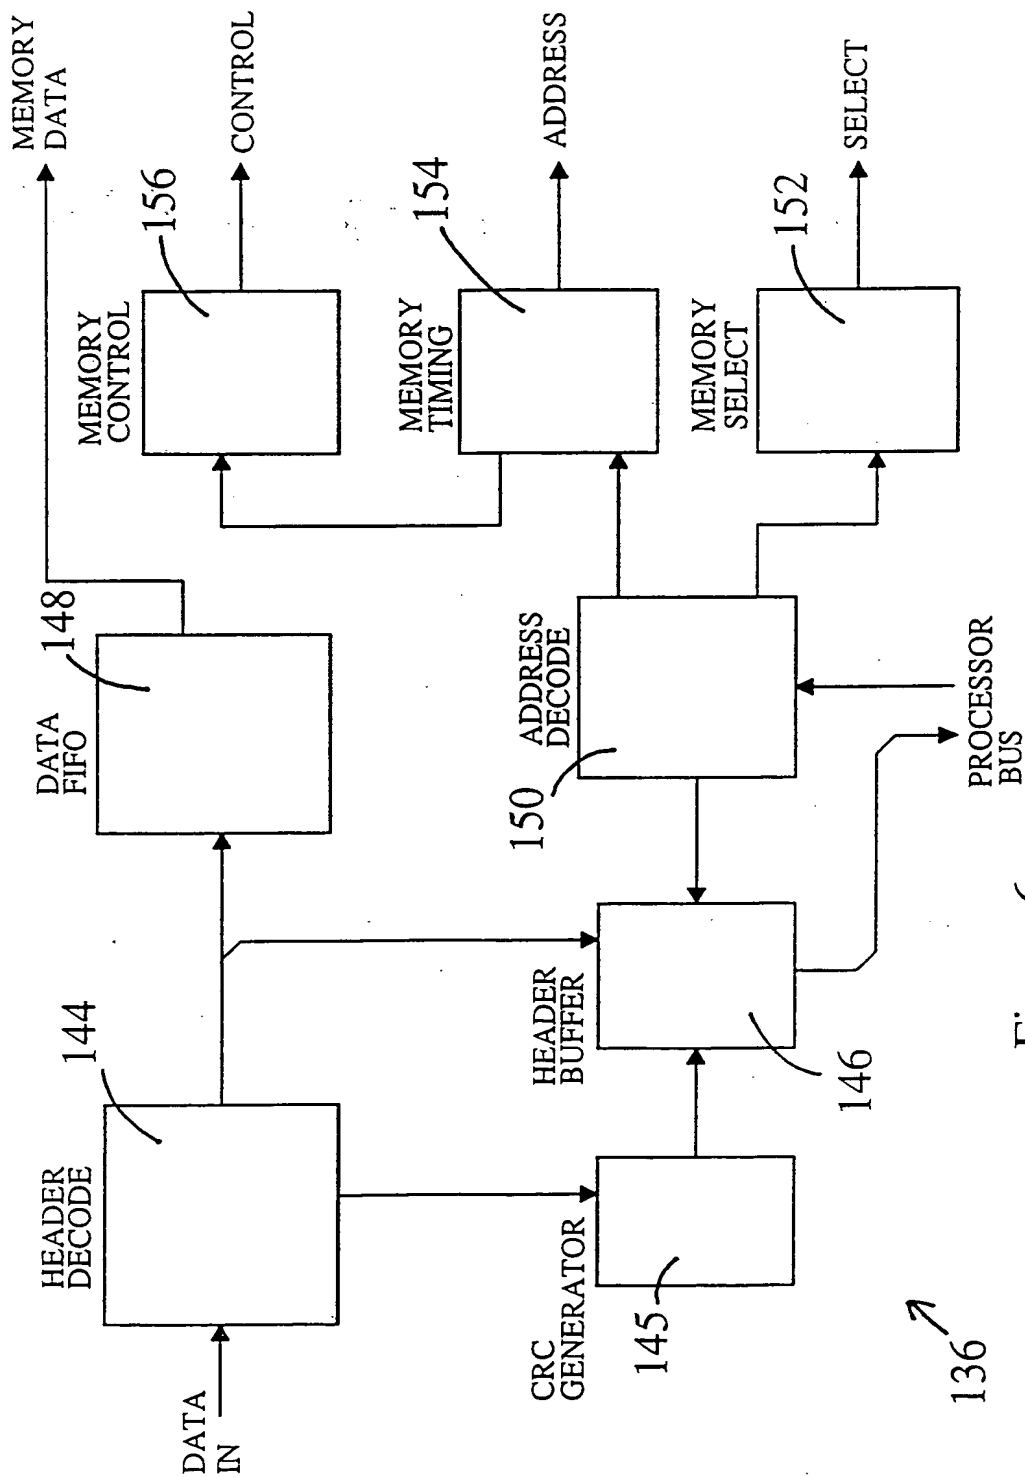 DATA
IN
HEADER
DECODE
144
DATA
FIFO
148
MEMORY
DATA
MEMORY
CONTROL
156
CONTROL
MEMORY
TIMING
154
ADDRESS
CRC
GENERATOR
145
HEADER
BUFFER
146
ADDRESS
DECODE
150
MEMORY
SELECT
152
SELECT
PROCESSOR
BUS
136